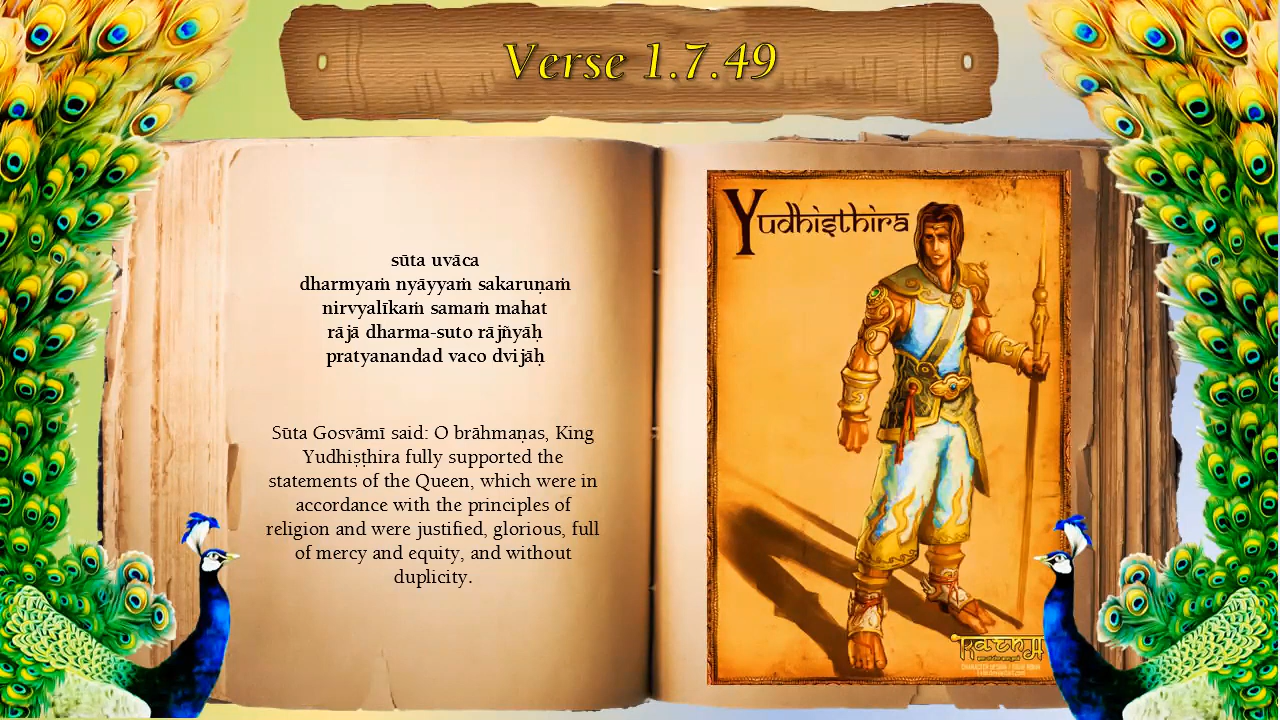 Verse 1.7.49
sūta uvāca
dharmyaṁ nyāyyaṁ sakaruṇaṁ
nirvyalīkaṁ samaṁ mahat
rājā dharma-suto rājñyāḥ
pratyanandad vaco dvijāḥ
Sūta Gosvāmī said: O brāhmaṇas, King
Yudhiṣṭhira fully supported the
statements of the Queen, which were in
accordance with the principles of
religion and were justified, glorious, full
of mercy and equity, and without
duplicity.
Yudhisthira